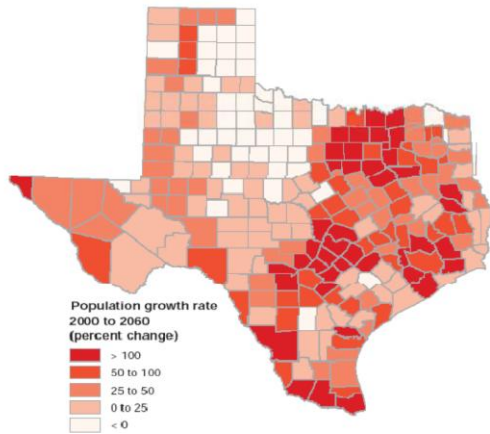 Population growth rate
2000 to 2060
(percent change)
> 100
50 to 100
25 to 50
0 to 25
< 0